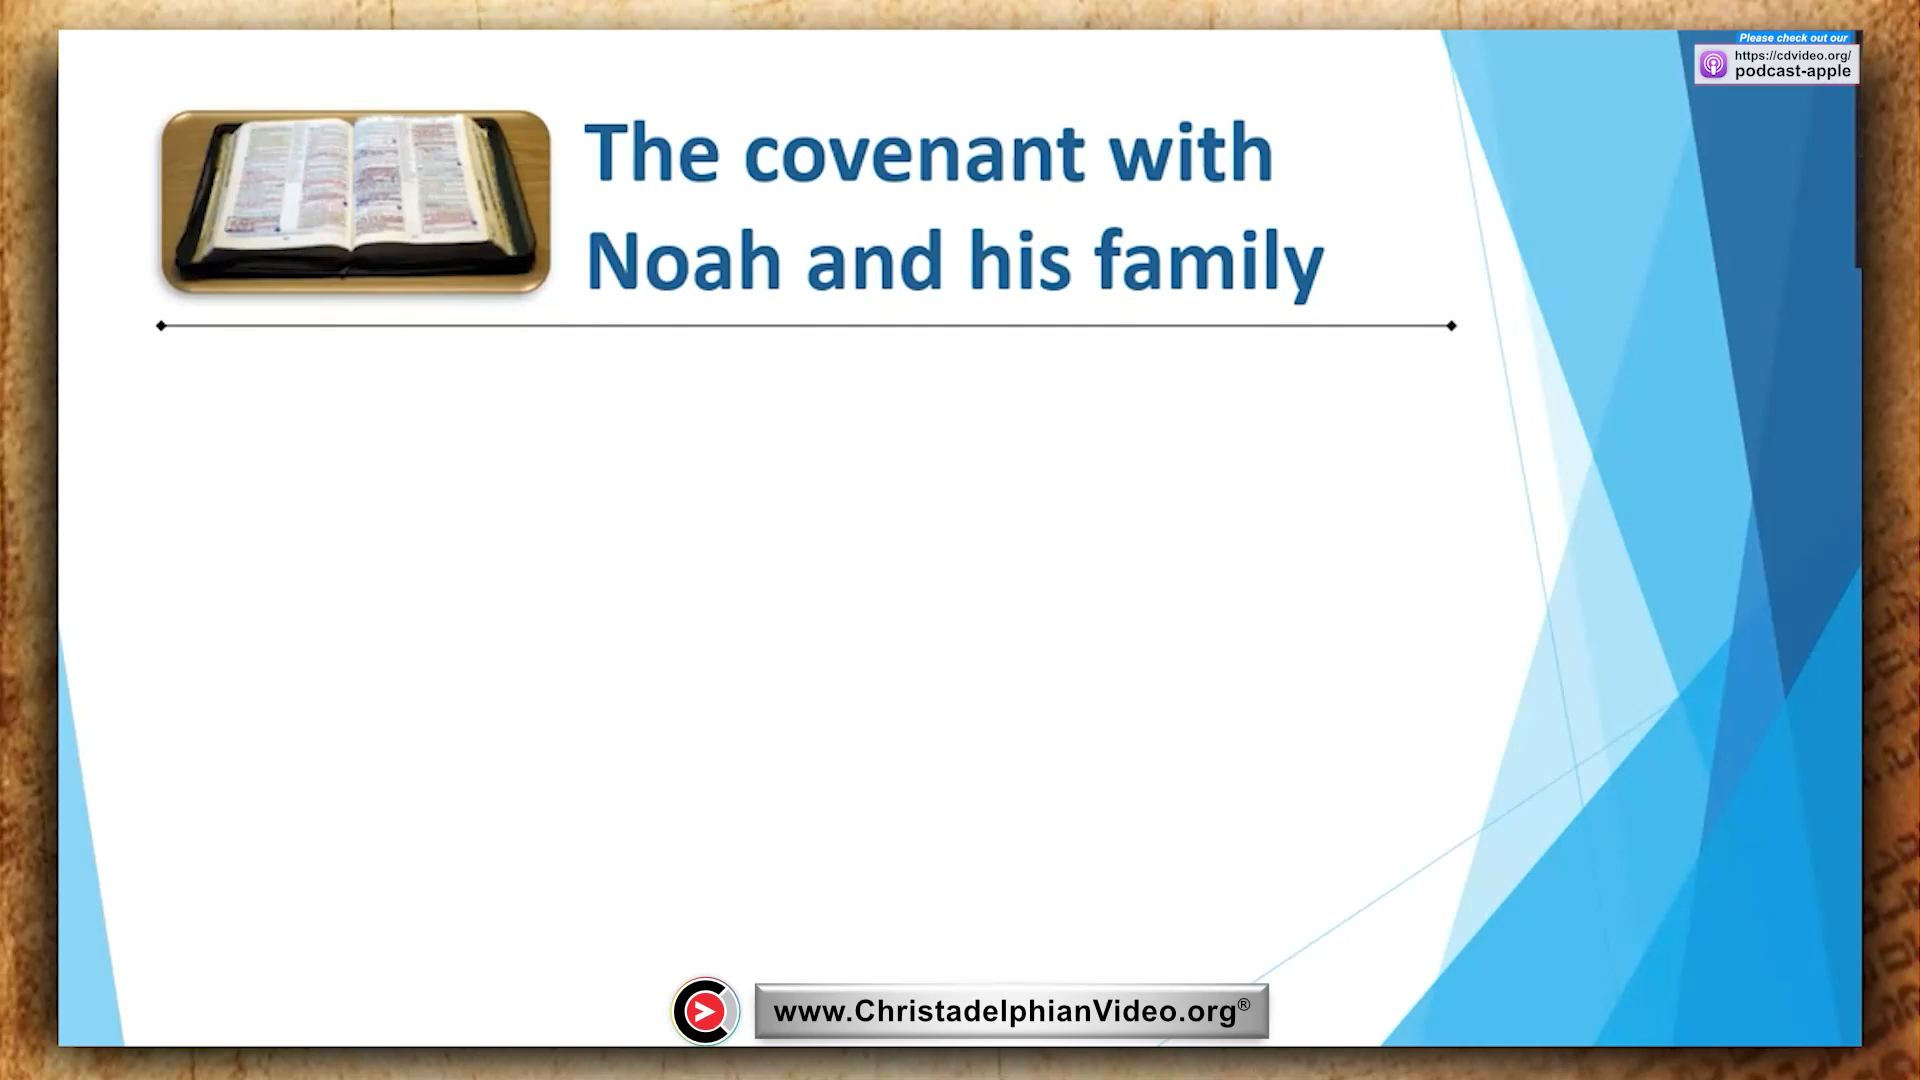 Please check out our
https://cdvideo.org/
podcast-apple
The covenant with
Noah and his family
www.ChristadelphianVideo.org®